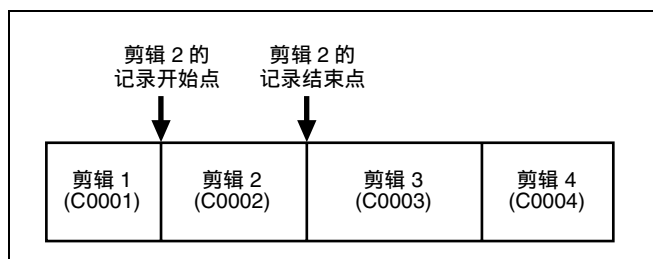 剪辑 2 的
记录开始点
剪辑 2 的
记录结束点
剪辑 1
(C0001)
剪辑 2
(C0002)
剪辑 3
(C0003)
剪辑 4
(C0004)